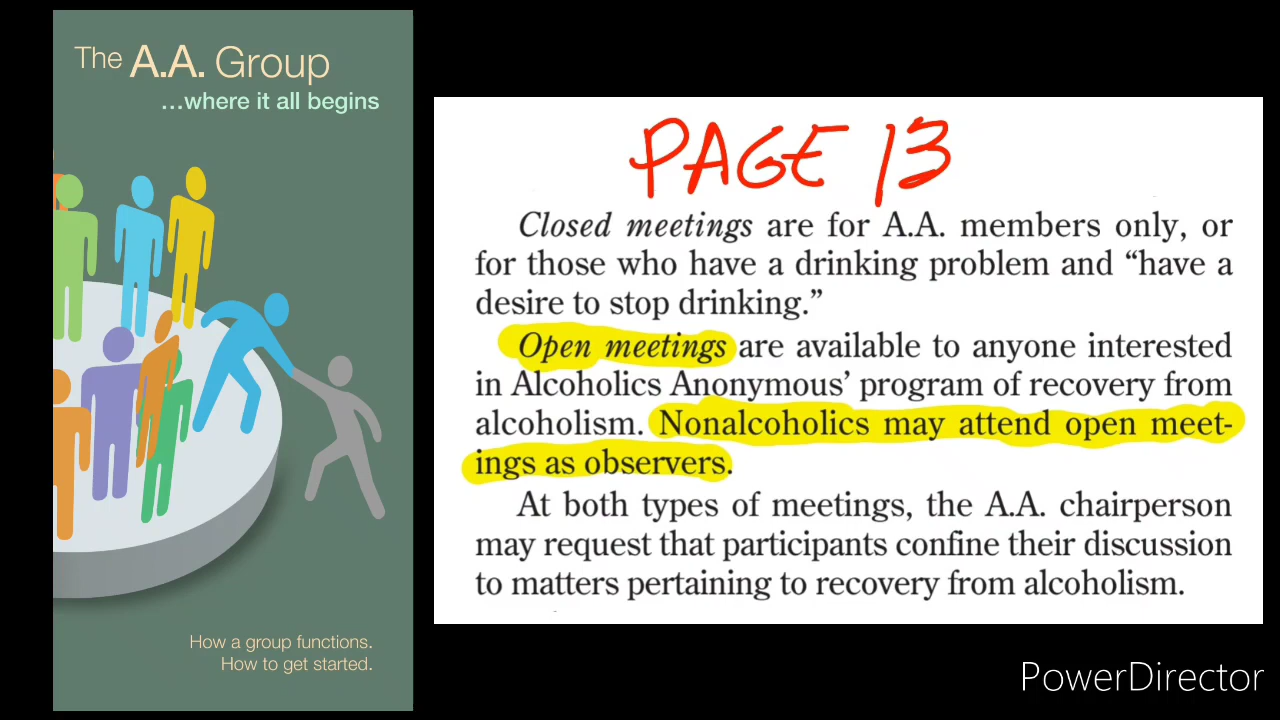 The A.A. Group
...where it all begins
How a group functions.
How to get started.
PAGE 13
Closed meetings are for A.A. members only, or
for those who have a drinking problem and “have a
desire to stop drinking.”
Open meetings are available to anyone interested
in Alcoholics Anonymous’ program of recovery from
alcoholism. Nonalcoholics may attend open meet-
ings as observers.
At both types of meetings, the A.A. chairperson
may request that participants confine their discussion
to matters pertaining to recovery from alcoholism.
PowerDirector